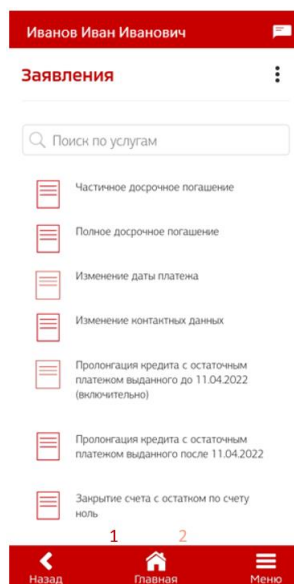 Иванов Иван Иванович
Заявления
Поиск по услугам
Частичное досрочное погашение
Полное досрочное погашение
Изменение даты платежа
Изменение контактных данных
Пролонгация кредита с остаточным
платежом выданного до 11.04.2022
(включительно)
Пролонгация кредита с остаточным
платежом выданного после 11.04.2022
Закрытие счета с остатком по счету
ноль
1 2
Назад Главная Меню